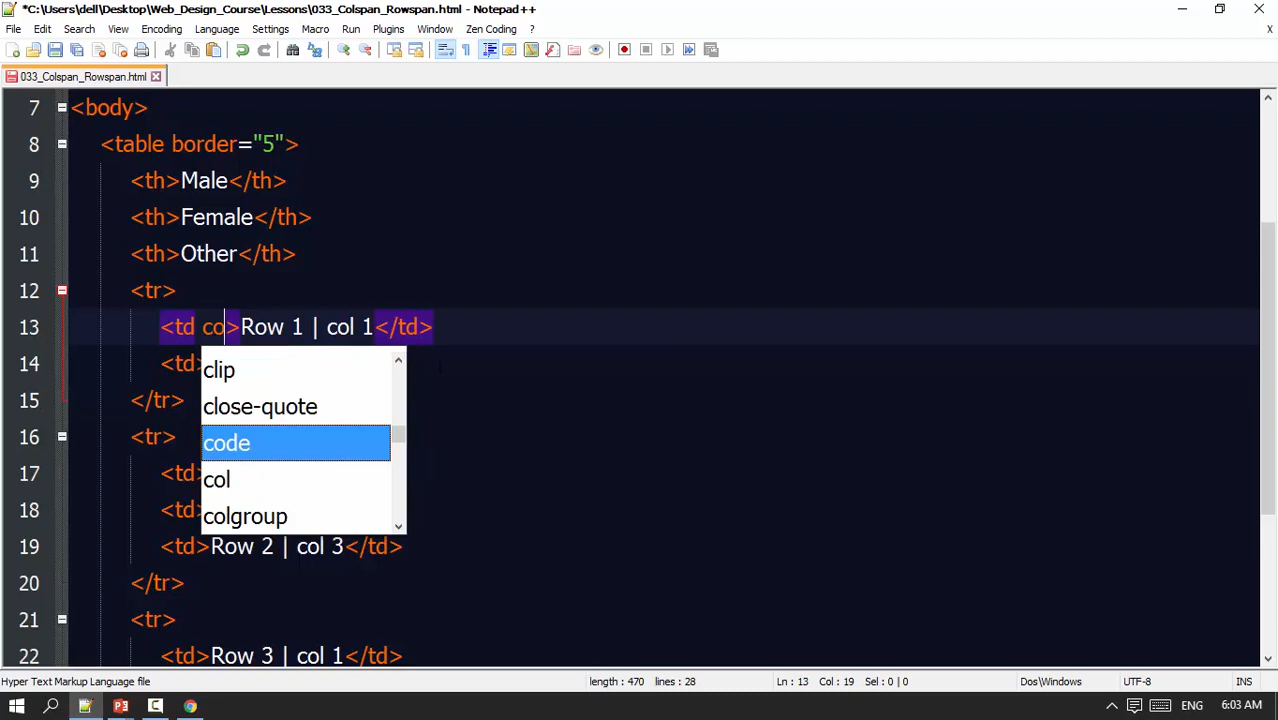 *C:\Users\dell\Desktop\Web_Design_Course\Lessons\033_Colspan_Rowspan.html - Notepad++
File Edit Search View Encoding Language Settings Macro Run Plugins Window Zen Coding ? X
033_Colspan_Rowspan.html
7 <body>
8 <table border="5">
9 <th>Male</th>
10 <th>Female</th>
11 <th>Other</th>
12 <tr>
13 <td co>Row 1 | col 1</td>
14 <td>
clip
close-quote
code
col
colgroup
15 </tr>
16 <tr>
17 <td>
18 <td>
19 <td>Row 2 | col 3</td>
20 </tr>
21 <tr>
22 <td>Row 3 | col 1</td>
Hyper Text Markup Language file length : 470 lines : 28 Ln : 13 Col : 19 Sel : 0 | 0 Dos\Windows UTF-8 INS
ENG 6:03 AM